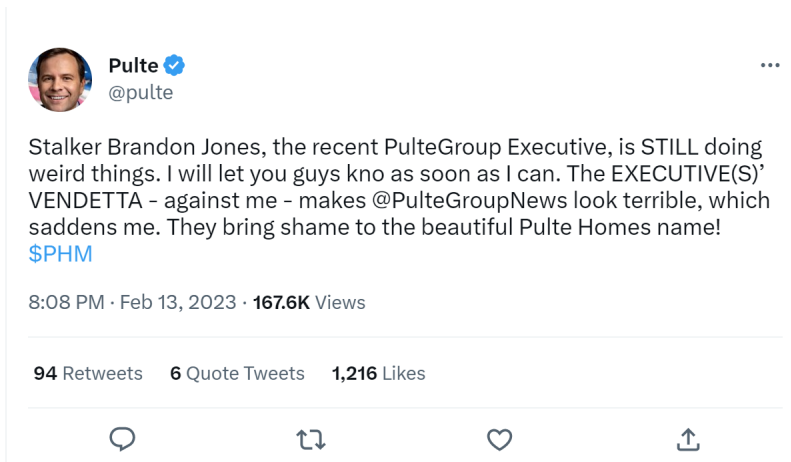 Pulte
@pulte
Stalker Brandon Jones, the recent PulteGroup Executive, is STILL doing
weird things. I will let you guys kno as soon as I can. The EXECUTIVE(S)’
VENDETTA - against me - makes @PulteGroupNews look terrible, which
saddens me. They bring shame to the beautiful Pulte Homes name!
$PHM
8:08 PM · Feb 13, 2023 · 167.6K Views
94 Retweets 6 Quote Tweets 1,216 Likes